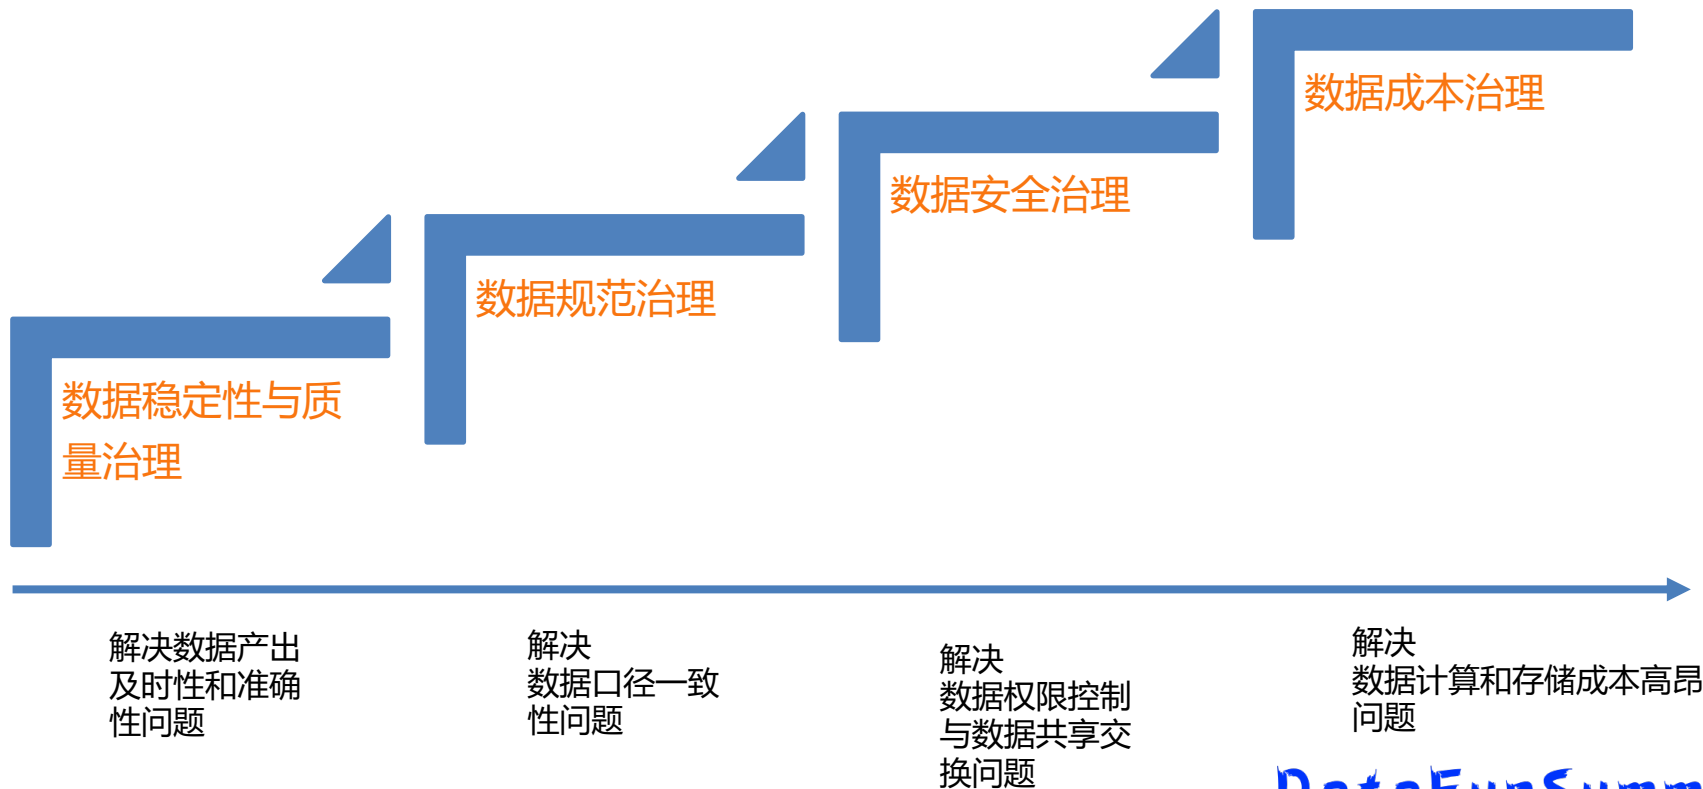 数据成本治理
数据安全治理
数据规范治理
数据稳定性与质
量治理
解决数据产出
及时性和准确
性问题
解决
数据口径一致
性问题
解决
数据权限控制
与数据共享交
换问题
解决
数据计算和存储成本高昂
问题
DataFunSumm